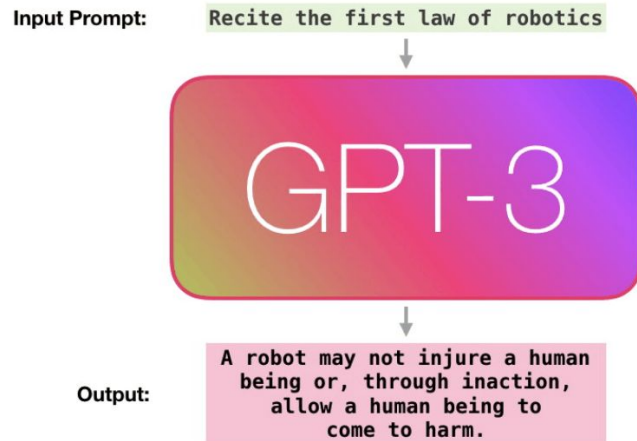 Input Prompt: Recite the first law of robotics
GPT-3
Output:
A robot may not injure a human
being or, through inaction,
allow a human being to
come to harm.